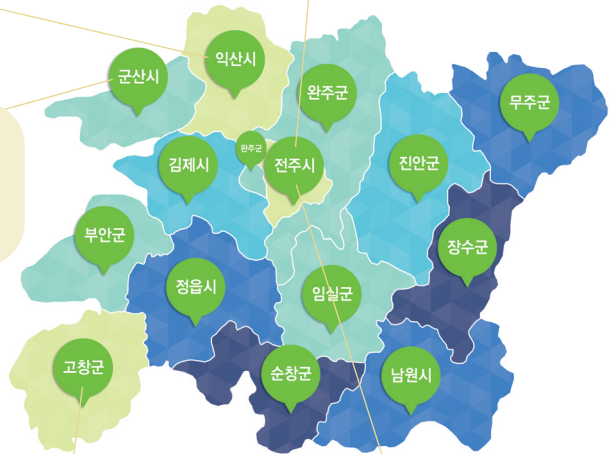 익산시
군산시
완주군
무주군
완주군
김제시
전주시
진안군
부안군
장수군
정읍시
임실군
고창군
순창군
남원시